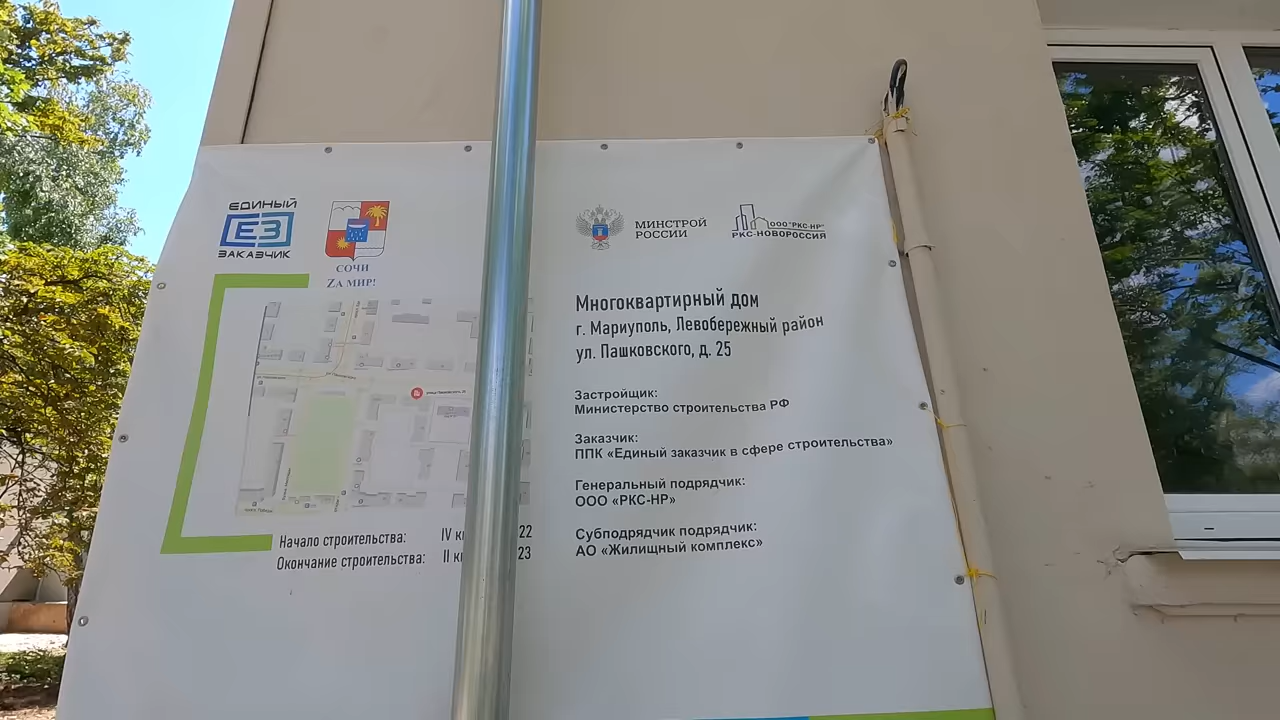 ЕДИНЫЙ
ЕЗ
ЗАКАЗЧИК
СОЧИ
ZА МИР!
МИНСТРОЙ
РОССИИ
ООО"РКС-НР"
РКС-НОВОРОССИЯ
Многоквартирный дом
г. Мариуполь, Левобережный район
ул. Пашковского, д. 25
Застройщик:
Министерство строительства РФ
Заказчик:
ППК «Единый заказчик в сфере строительства»
Генеральный подрядчик:
ООО «РКС-НР»
Субподрядчик подрядчик:
АО «Жилищный комплекс»
Начало строительства: IV 22
Окончание строительства: II 23